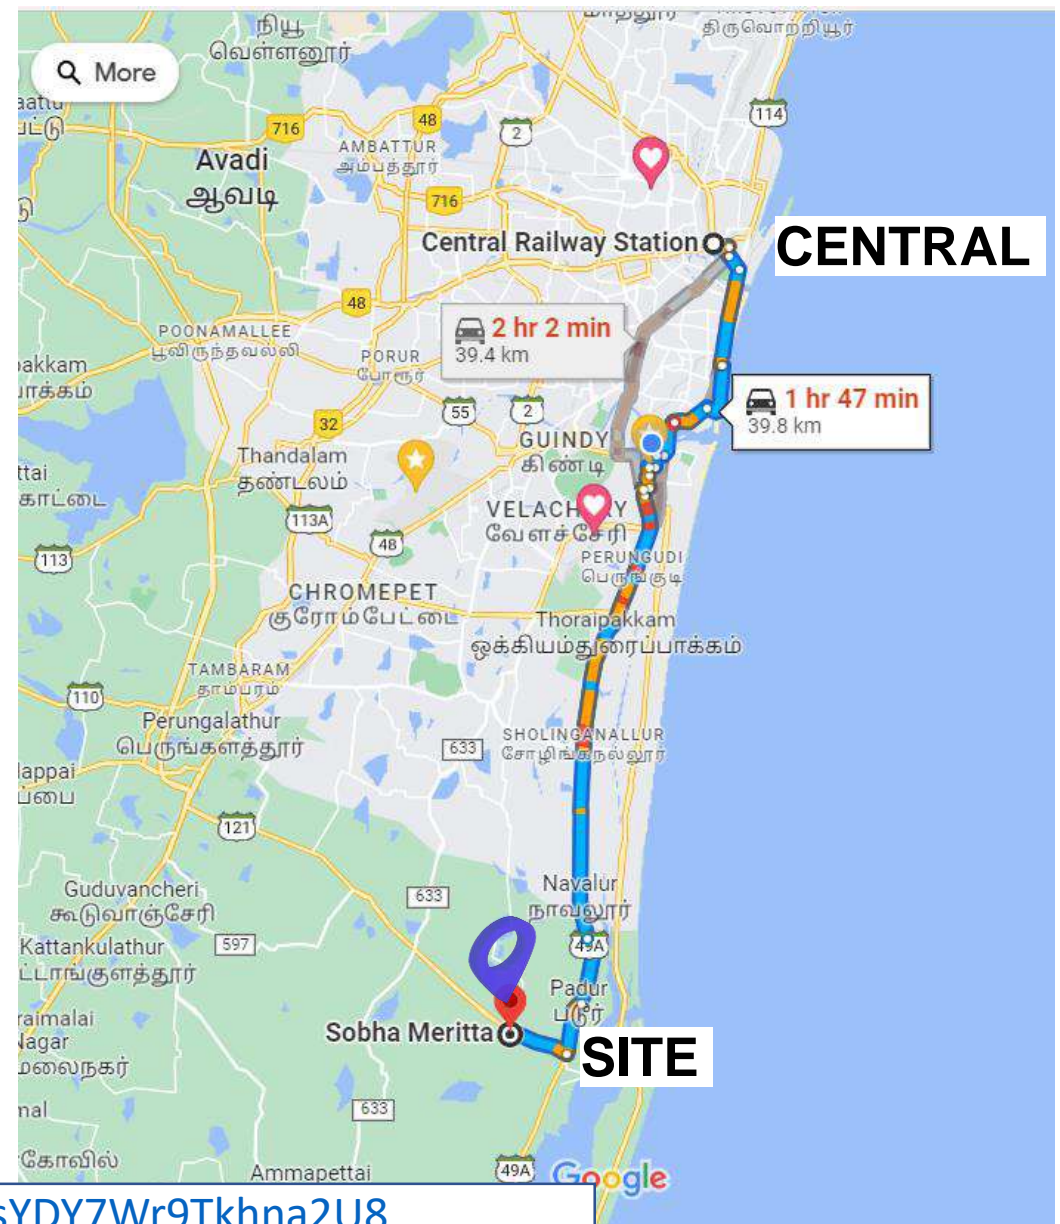 நியூ
வெள்ளனூர்
திருவொற்றியூர்
More
114
716
48
2
AMBATTUR
அம்பத்தூர்
Avadi
ஆவடி
716
Central Railway Station
CENTRAL
48
2 hr 2 min
39.4 km
POONAMALLEE
பூவிருந்தவல்லி
PORUR
போரூர்
1 hr 47 min
39.8 km
55
2
32
GUINDY
கிண்டி
Thandalam
தண்டலம்
VELACH RY
வேளச்சேரி
113A
48
113
PERUNGUDI
பெருங்குடி
CHROMEPET
குரோம்பேட்டை
Thoraipakkam
ஒக்கியம்துரைப்பாக்கம்
TAMBARAM
தாம்பரம்
110
Perungalathur
பெருங்களத்தூர்
SHOLINGANALLUR
சோழிங்கநல்லூர்
633
121
Guduvancheri
கூடுவாஞ்சேரி
633
Navalur
நாவலூர்
Kattankulathur
597
49A
Padur
படூர்
Sobha Meritta
SITE
633
Ammapettai
49A
Google
sYDY7Wr9Tkhna2U8